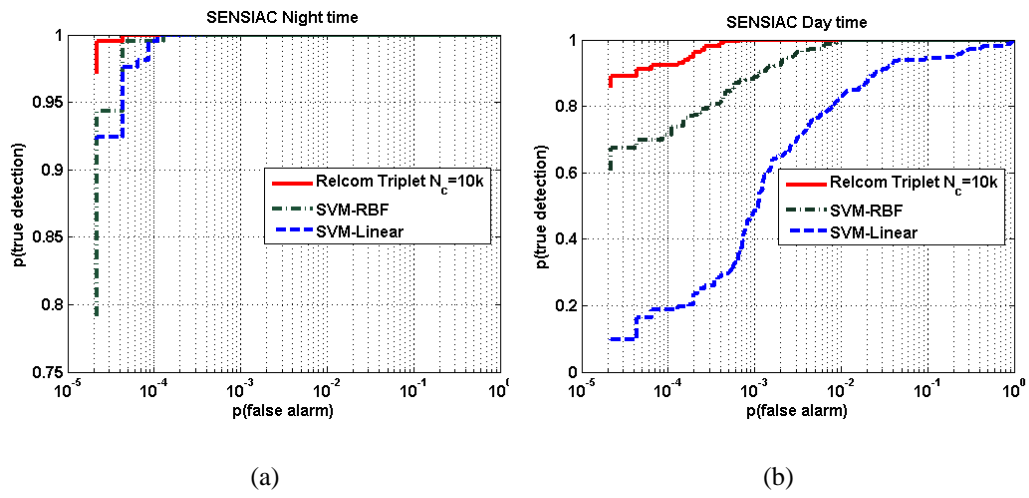 SENSIAC Night time
1
0.95
0.9
0.85
0.8
0.75
p(true detection)
Relcom Triplet N_c=10k
SVM-RBF
SVM-Linear
10^-5 10^-4 10^-3 10^-2 10^-1 10^0
p(false alarm)
(a)
SENSIAC Day time
1
0.8
0.6
0.4
0.2
0
p(true detection)
Relcom Triplet N_c=10k
SVM-RBF
SVM-Linear
10^-5 10^-4 10^-3 10^-2 10^-1 10^0
p(false alarm)
(b)